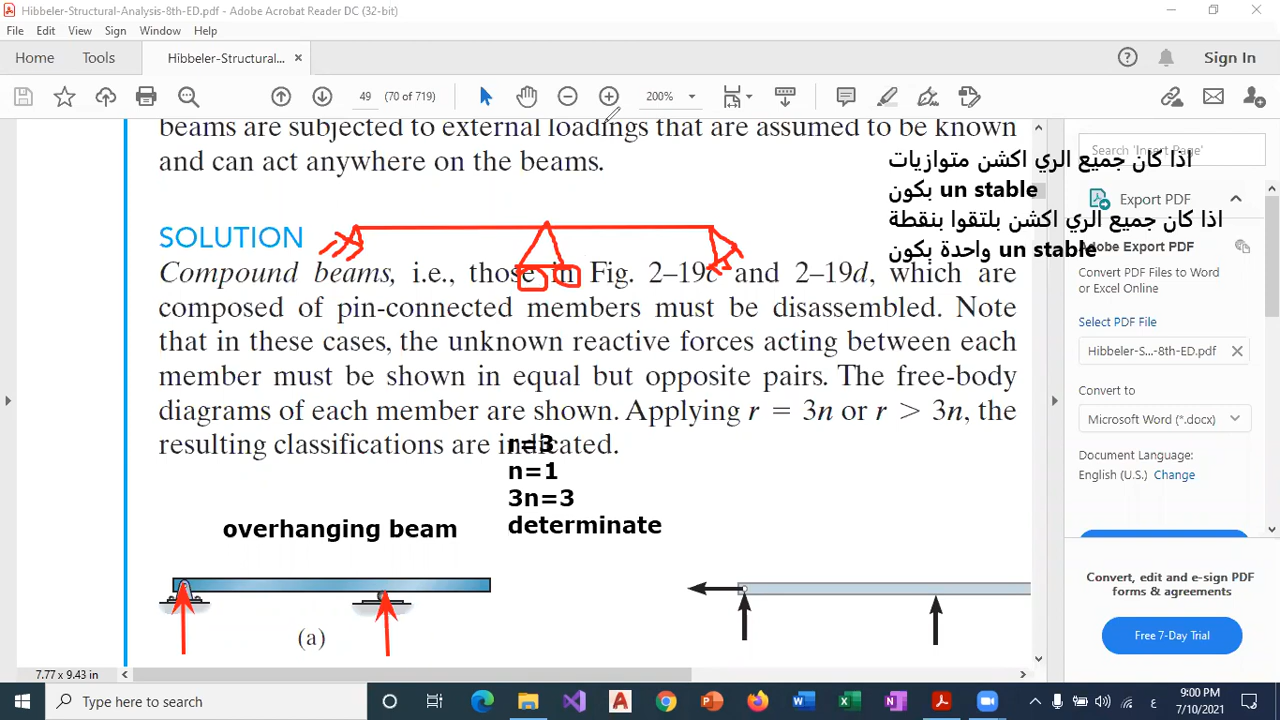 Hibbeler-Structural-Analysis-8th-ED.pdf - Adobe Acrobat Reader DC (32-bit)
File Edit View Sign Window Help
Home Tools Hibbeler-Structural... ×
Sign In
49 (70 of 719) 200%
beams are subjected to external loadings that are assumed to be known
and can act anywhere on the beams.
اذا كان جميع الري اكشن متوازيات
بكون un stable
اذا كان جميع الري اكشن بلتقوا بنقطة
واحدة بكون un stable
SOLUTION
Compound beams, i.e., those in Fig. 2–19c and 2–19d, which are
composed of pin-connected members must be disassembled. Note
that in these cases, the unknown reactive forces acting between each
member must be shown in equal but opposite pairs. The free-body
diagrams of each member are shown. Applying r = 3n or r > 3n, the
resulting classifications are indicated.
r=3
n=1
3n=3
determinate
overhanging beam
(a)
7.77 x 9.43 in
Search 'Insert Page'
Export PDF
Adobe Export PDF
Convert PDF Files to Word
or Excel Online
Select PDF File
Hibbeler-S...-8th-ED.pdf
Convert to
Microsoft Word (*.docx)
Document Language:
English (U.S.) Change
Convert, edit and e-sign PDF
forms & agreements
Free 7-Day Trial
Type here to search
ع
9:00 PM
7/10/2021